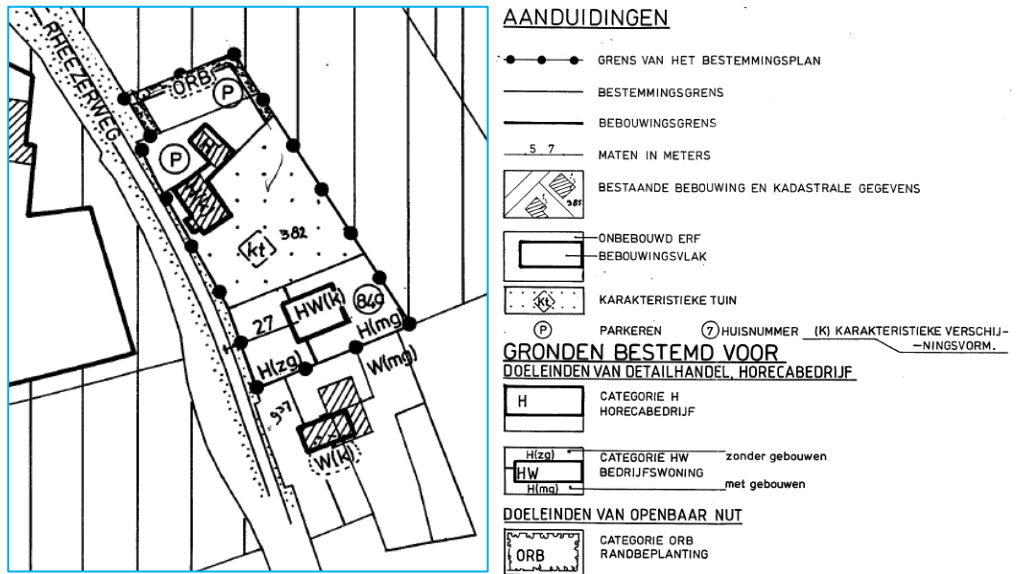 RHEEZERWEG
ORB
P
P
H
kt
382
27
HW(k)
849
H(mg)
H(zg)
W(mg)
937
W(k)
AANDUIDINGEN
GRENS VAN HET BESTEMMINGSPLAN
BESTEMMINGSGRENS
BEBOUWINGSGRENS
5 7 MATEN IN METERS
385 BESTAANDE BEBOUWING EN KADASTRALE GEGEVENS
ONBEBOUWD ERF
BEBOUWINGSVLAK
Kt KARAKTERISTIEKE TUIN
P PARKEREN 7 HUISNUMMER (K) KARAKTERISTIEKE VERSCHIJ-
-NINGSVORM.
GRONDEN BESTEMD VOOR
DOELEINDEN VAN DETAILHANDEL, HORECABEDRIJF
H CATEGORIE H
HORECABEDRIJF
H(zg) CATEGORIE HW zonder gebouwen
HW BEDRIJFSWONING
H(mg) met gebouwen
DOELEINDEN VAN OPENBAAR NUT
ORB CATEGORIE ORB
RANDBEPLANTING